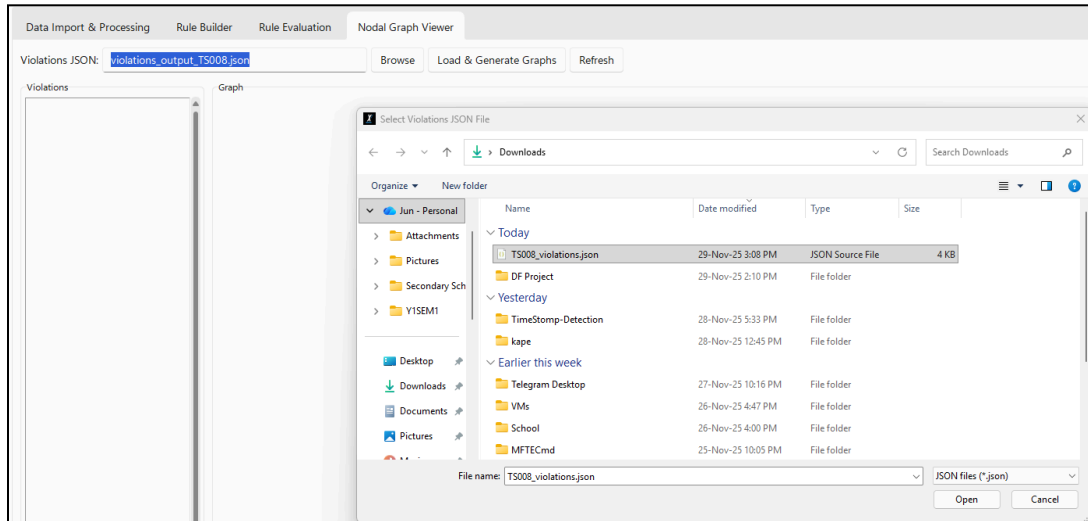 Data Import & Processing Rule Builder Rule Evaluation Nodal Graph Viewer
Violations JSON: violations_output_TS008.json Browse Load & Generate Graphs Refresh
Violations Graph
Select Violations JSON File
Downloads Search Downloads
Organize New folder
Jun - Personal
Attachments
Pictures
Secondary Sch
Y1SEM1
Desktop
Downloads
Documents
Pictures
Name Date modified Type Size
Today
TS008_violations.json 29-Nov-25 3:08 PM JSON Source File 4 KB
DF Project 29-Nov-25 2:10 PM File folder
Yesterday
TimeStomp-Detection 28-Nov-25 5:33 PM File folder
kape 28-Nov-25 12:45 PM File folder
Earlier this week
Telegram Desktop 27-Nov-25 10:16 PM File folder
VMs 26-Nov-25 4:47 PM File folder
School 26-Nov-25 4:00 PM File folder
MFTECmd 25-Nov-25 10:05 PM File folder
File name: TS008_violations.json JSON files (*.json)
Open Cancel